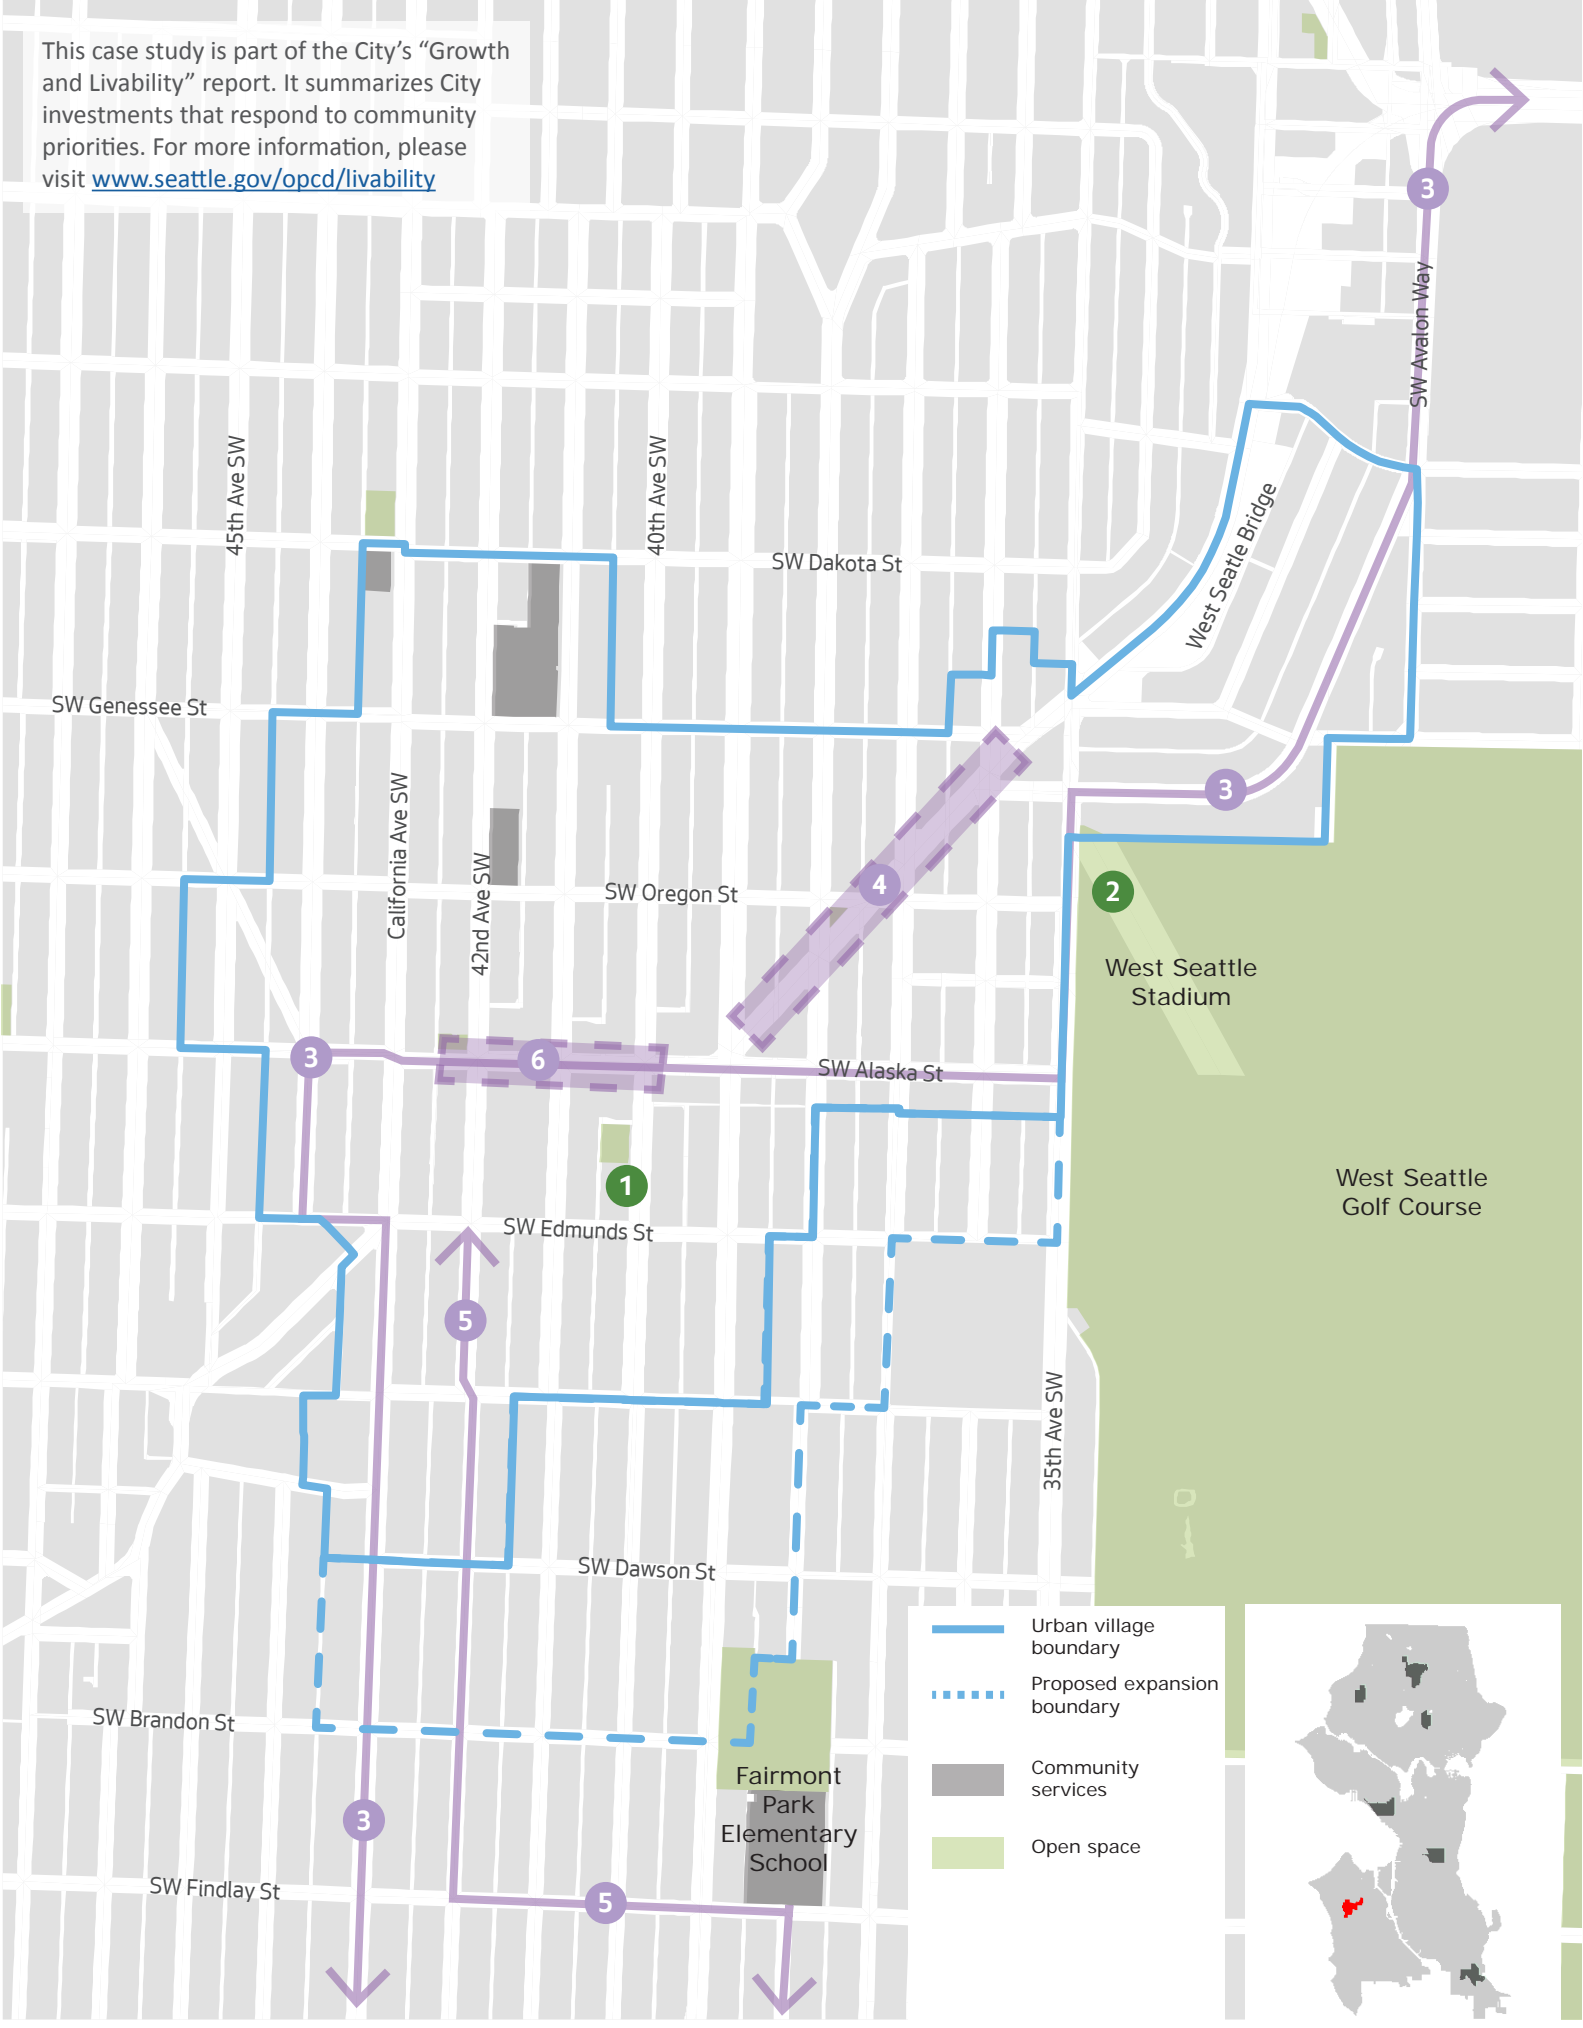 This case study is part of the City's “Growth
and Livability” report. It summarizes City
investments that respond to community
priorities. For more information, please
visit www.seattle.gov/opcd/livability
3
SW Avalon Way
45th Ave SW
40th Ave SW
SW Dakota St
West Seattle Bridge
SW Genessee St
California Ave SW
3
42nd Ave SW
SW Oregon St
4
2
West Seattle
Stadium
3
6
SW Alaska St
1
West Seattle
Golf Course
SW Edmunds St
5
35th Ave SW
SW Dawson St
SW Brandon St
Fairmont
Park
Elementary
School
3
SW Findlay St
5
Urban village
boundary
Proposed expansion
boundary
Community
services
Open space